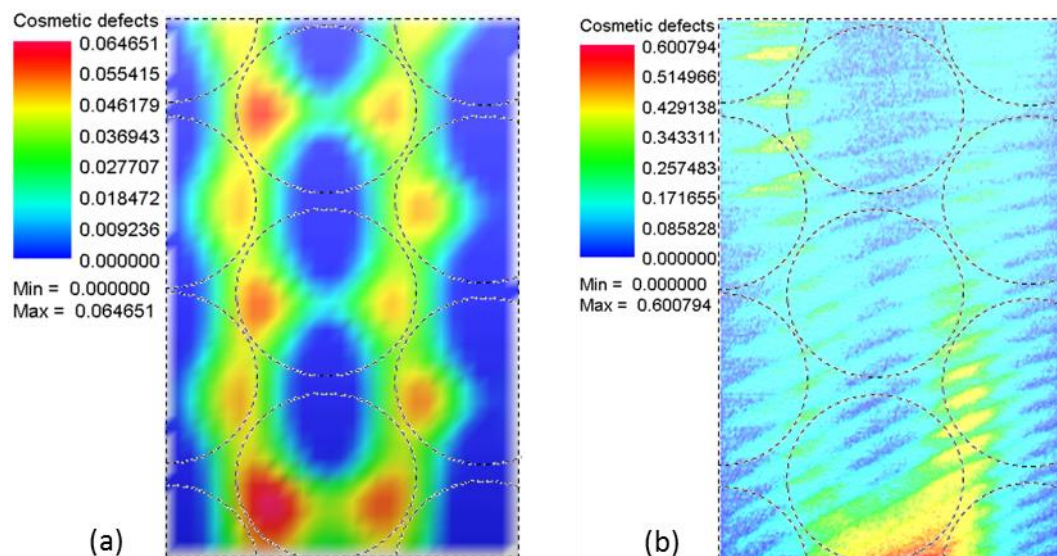 Cosmetic defects
0.064651
0.055415
0.046179
0.036943
0.027707
0.018472
0.009236
0.000000
Min = 0.000000
Max = 0.064651
(a)
Cosmetic defects
0.600794
0.514966
0.429138
0.343311
0.257483
0.171655
0.085828
0.000000
Min = 0.000000
Max = 0.600794
(b)